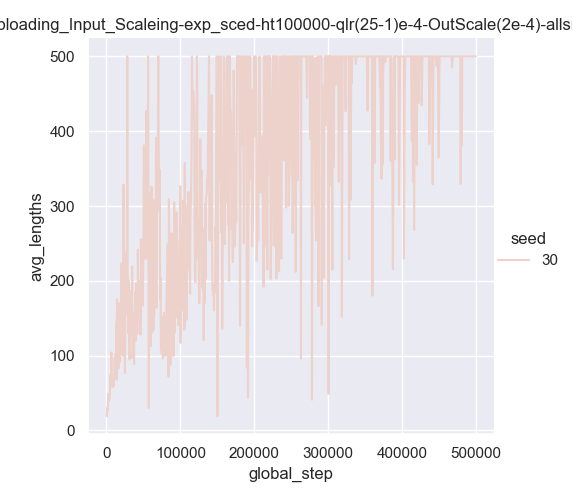 ploading_Input_Scaleing-exp_sced-ht100000-qlr(25-1)e-4-OutScale(2e-4)-alls
500
400
300
200
100
0
avg_lengths
0 100000 200000 300000 400000 500000
global_step
seed
30